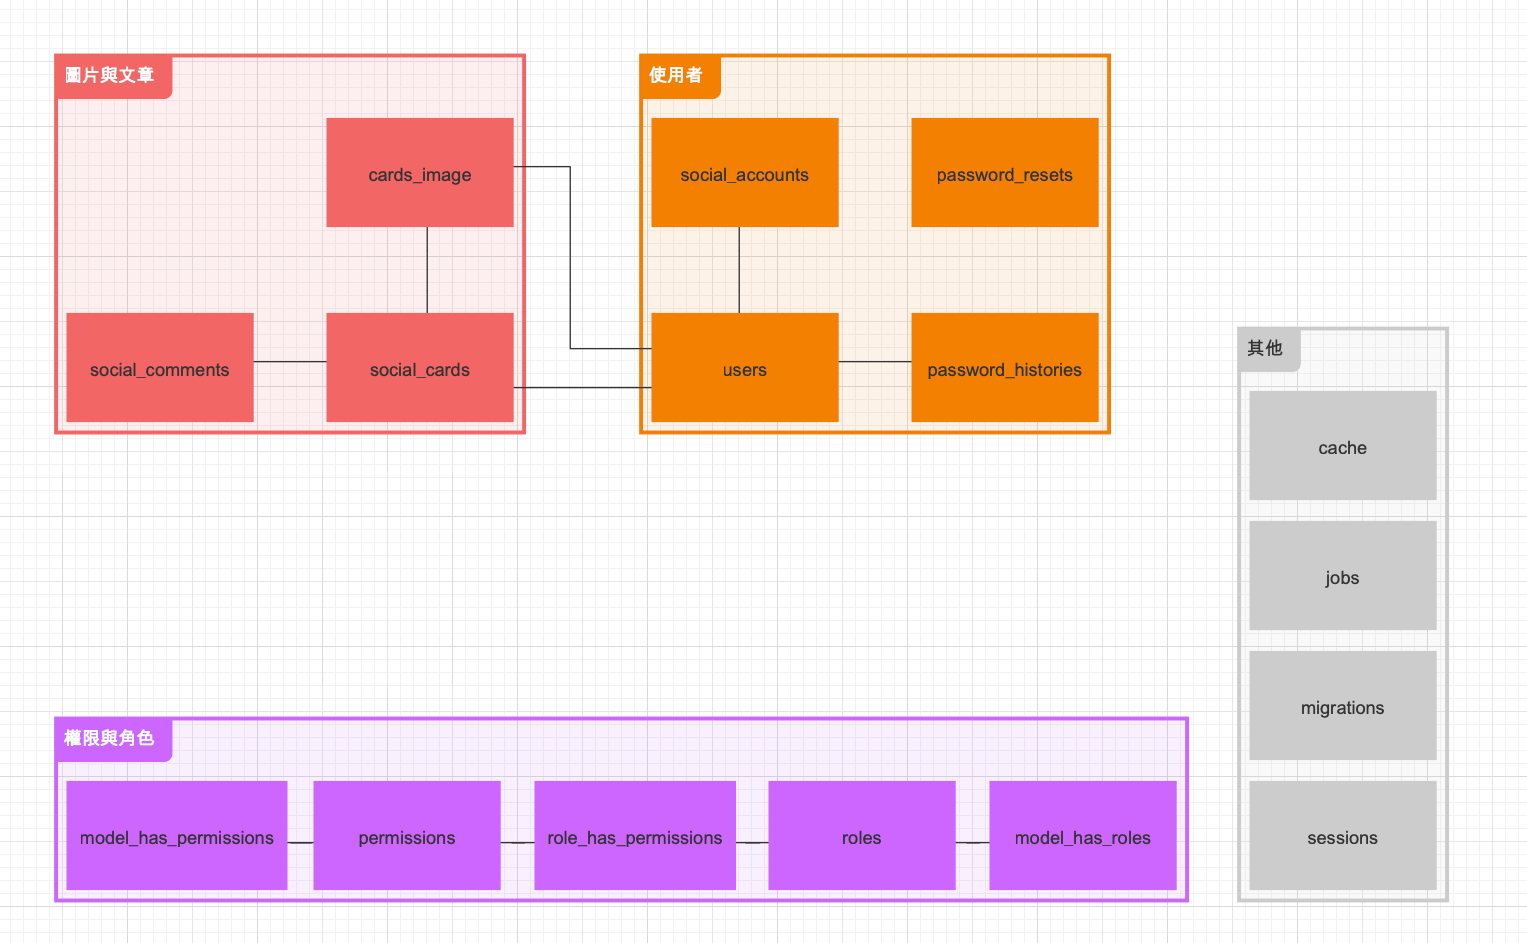 圖片與文章
cards_image
social_comments
social_cards
使用者
social_accounts
password_resets
users
password_histories
其他
cache
jobs
migrations
sessions
權限與角色
model_has_permissions
permissions
role_has_permissions
roles
model_has_roles